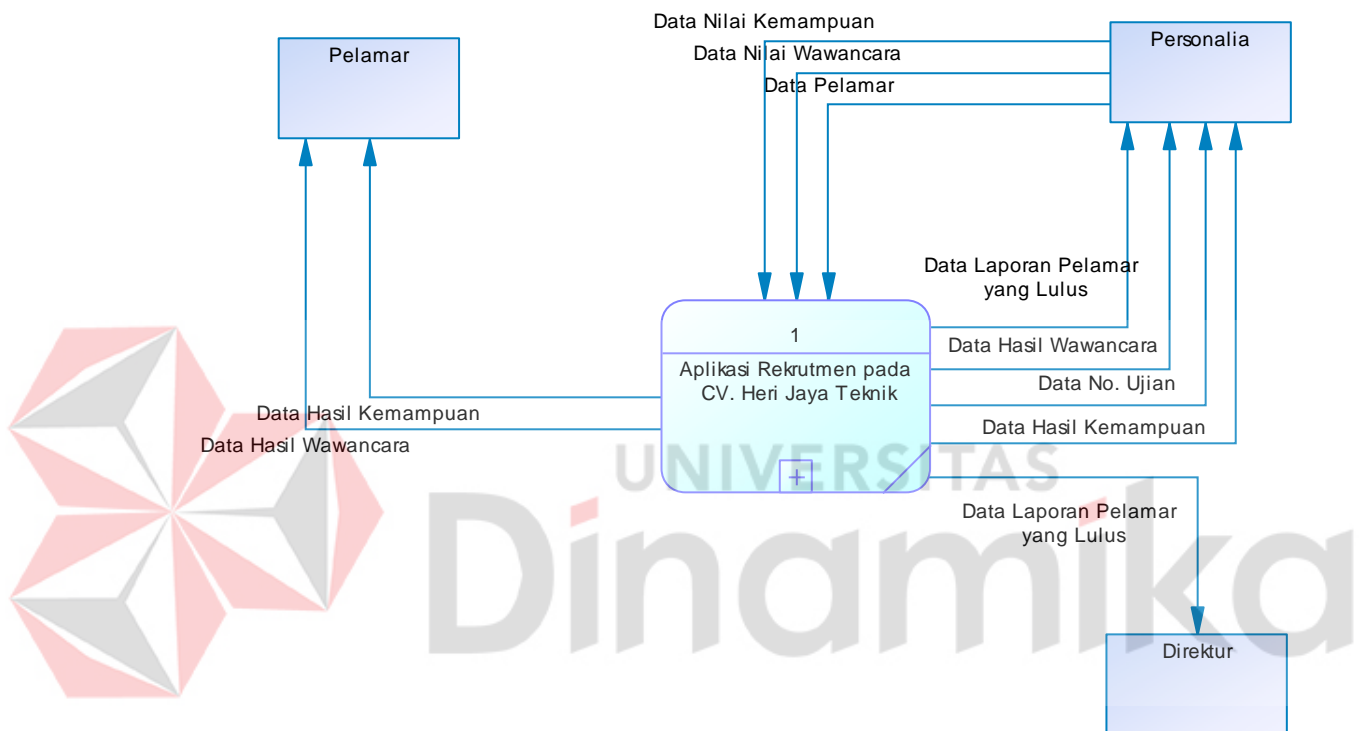 Data Nilai Kemampuan
Pelamar
Personalia
Data Nilai Wawancara
Data Pelamar
Data Laporan Pelamar
yang Lulus
1
Data Hasil Wawancara
Aplikasi Rekrutmen pada
CV. Heri Jaya Teknik
Data No. Ujian
Data Hasil Kemampuan
Data Hasil Kemampuan
Data Hasil Wawancara
+
UNIVERSITAS
Dinamika
Data Laporan Pelamar
yang Lulus
Direktur